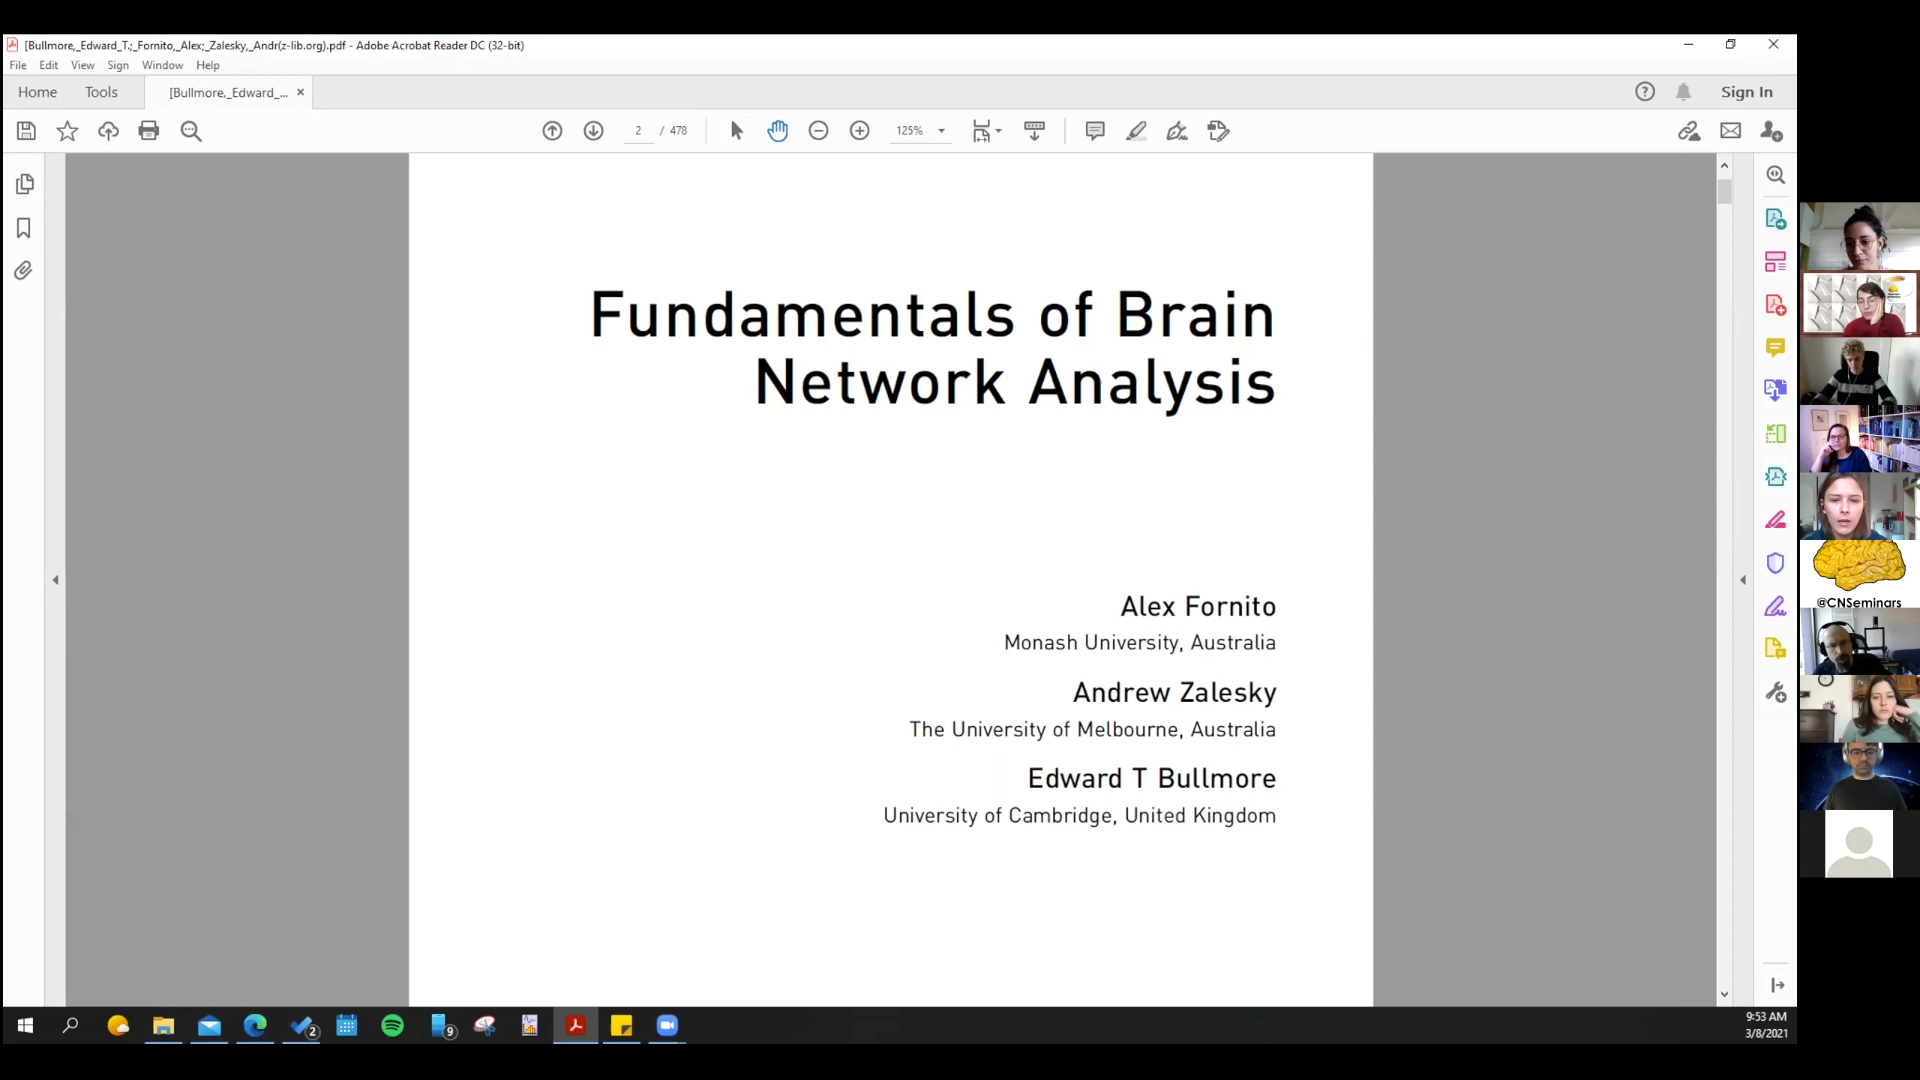 [Bullmore,_Edward_T.;_Fornito,_Alex;_Zalesky,_Andr(z-lib.org).pdf - Adobe Acrobat Reader DC (32-bit)
File Edit View Sign Window Help
Home Tools [Bullmore,_Edward_... × Sign In
2 / 478 125%
Fundamentals of Brain
Network Analysis
Alex Fornito
Monash University, Australia
Andrew Zalesky
The University of Melbourne, Australia
Edward T Bullmore
University of Cambridge, United Kingdom
@CNSeminars
2
9
9:53 AM
3/8/2021